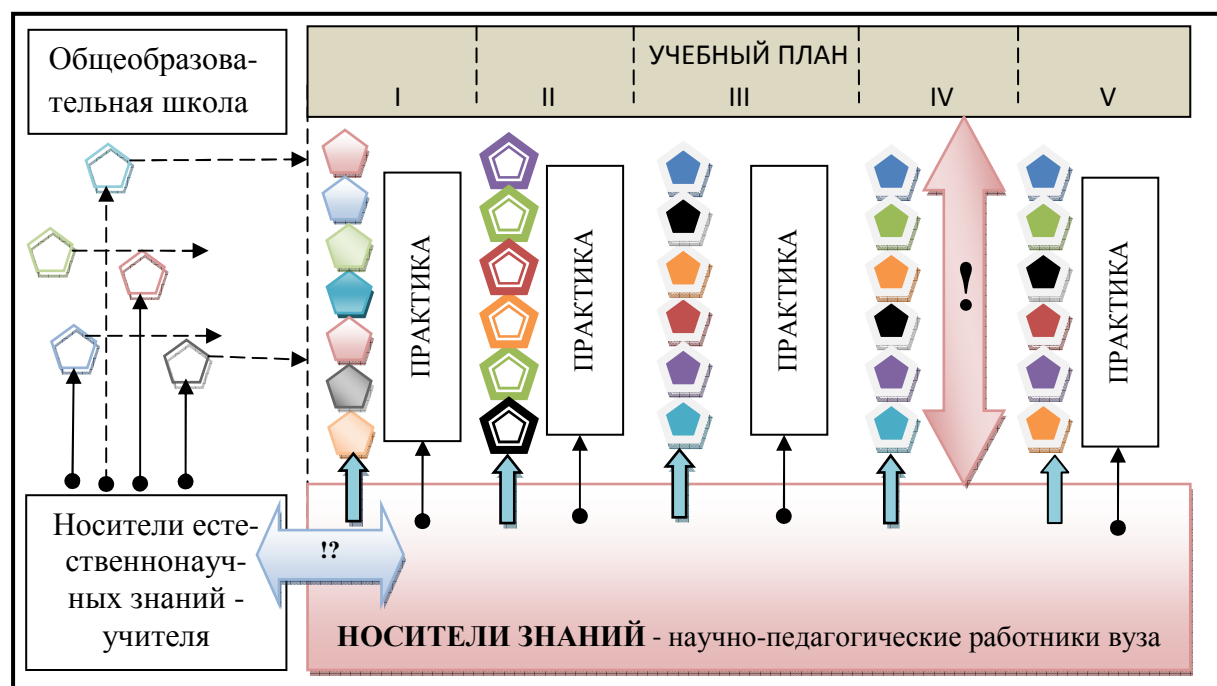 Общеобразова-
тельная школа
УЧЕБНЫЙ ПЛАН
I II III IV V
ПРАКТИКА
ПРАКТИКА
ПРАКТИКА
!
ПРАКТИКА
Носители есте-
ственнонауч-
ных знаний -
учителя
!?
НОСИТЕЛИ ЗНАНИЙ - научно-педагогические работники вуза